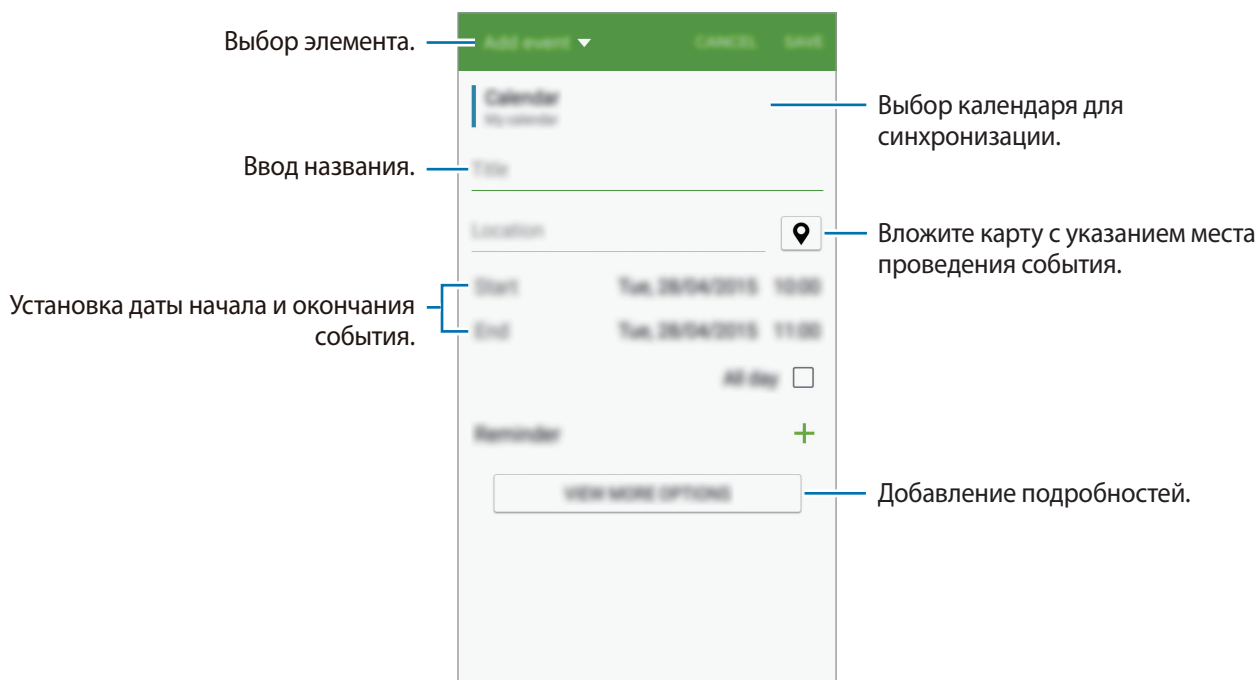 Выбор элемента.
Add event
CANCEL
SAVE
Calendar
My calendar
Выбор календаря для
синхронизации.
Ввод названия.
Title
Location
Вложите карту с указанием места
проведения события.
Установка даты начала и окончания
события.
Start Tue, 28/04/2015 10:00
End Tue, 28/04/2015 11:00
All day
Reminder
VIEW MORE OPTIONS
Добавление подробностей.